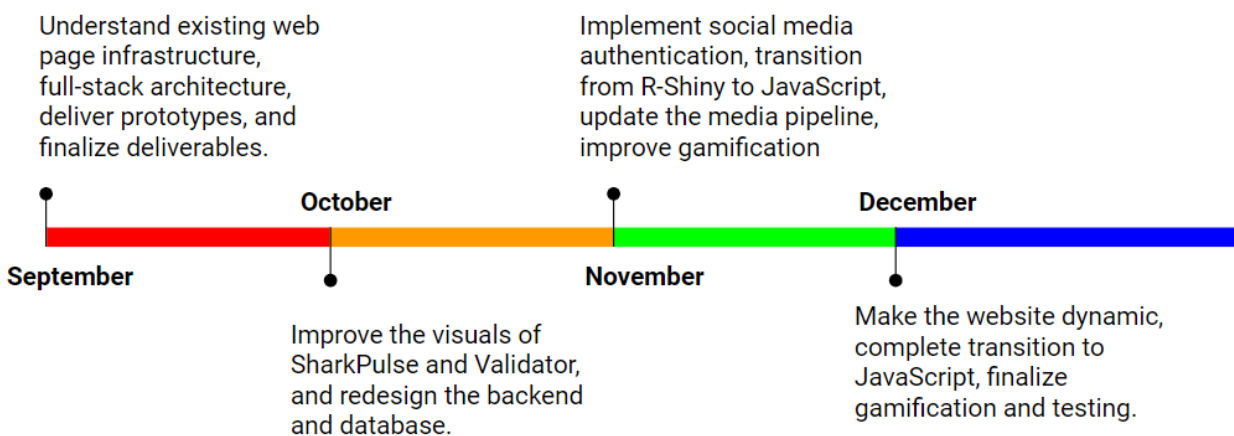 Understand existing web
page infrastructure,
full-stack architecture,
deliver prototypes, and
finalize deliverables.
Implement social media
authentication, transition
from R-Shiny to JavaScript,
update the media pipeline,
improve gamification
October
December
September
November
Improve the visuals of
SharkPulse and Validator,
and redesign the backend
and database.
Make the website dynamic,
complete transition to
JavaScript, finalize
gamification and testing.